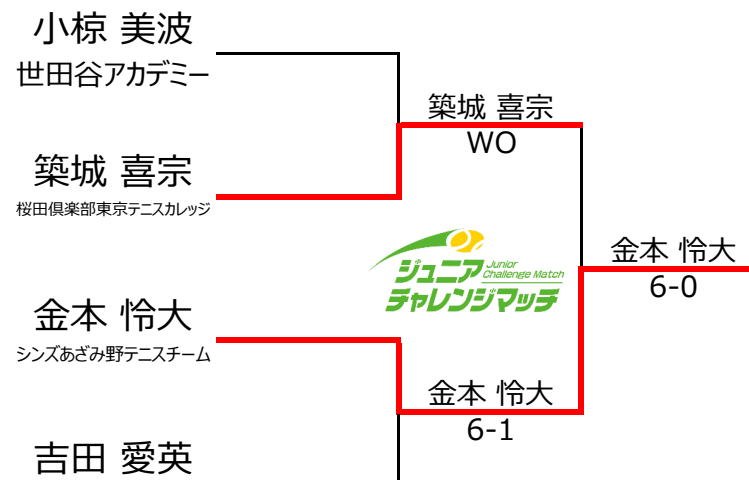 小椋 美波
世田谷アカデミー
築城 喜宗
WO
築城 喜宗
桜田倶楽部東京テニスカレッジ
ジュニア
Junior
Challenge Match
チャレンジマッチ
金本 怜大
6-0
金本 怜大
シンズあざみ野テニスチーム
金本 怜大
6-1
吉田 愛英